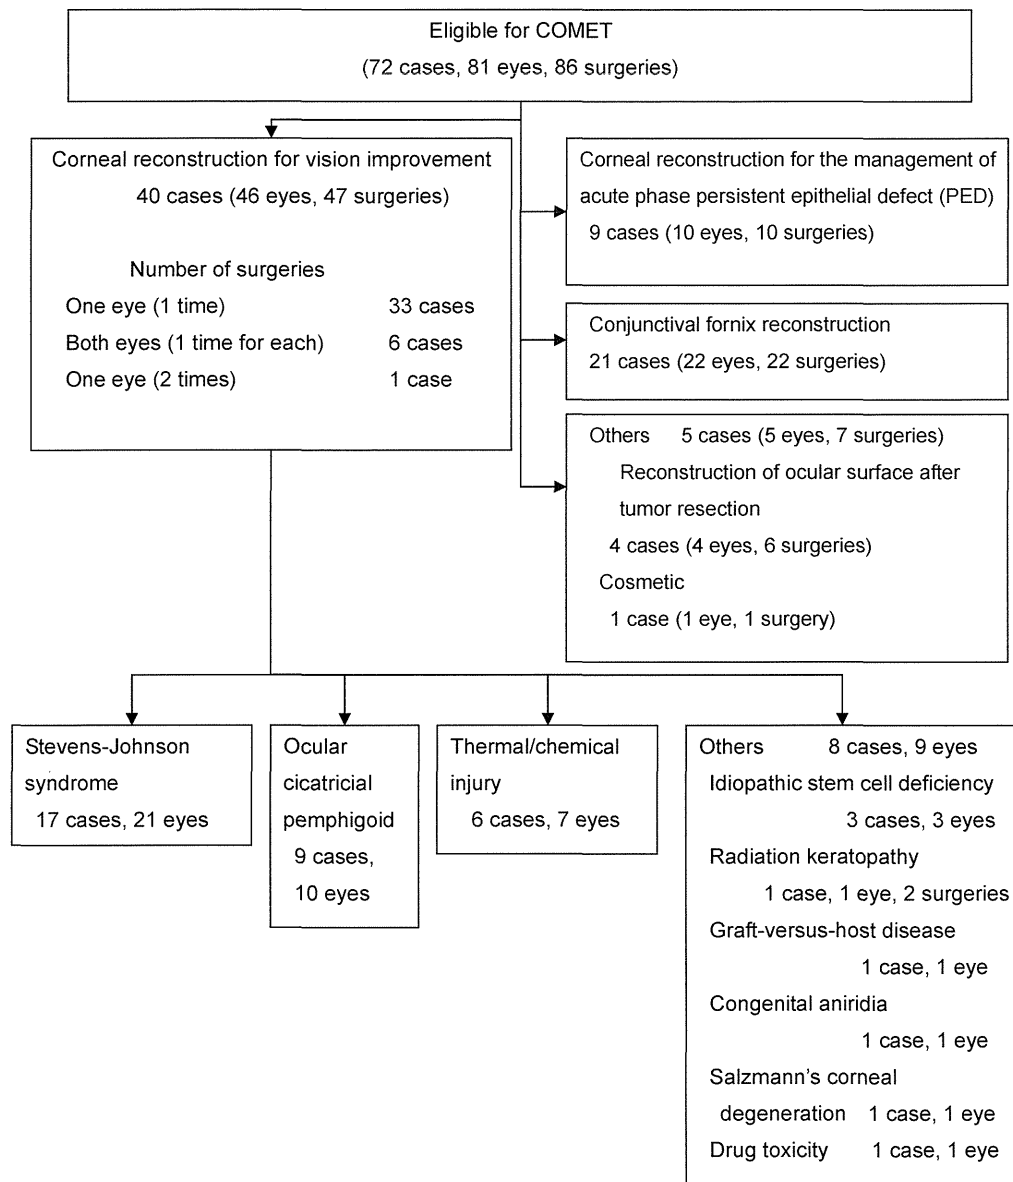 Eligible for COMET
(72 cases, 81 eyes, 86 surgeries)
Corneal reconstruction for vision improvement
40 cases (46 eyes, 47 surgeries)
Number of surgeries
One eye (1 time) 33 cases
Both eyes (1 time for each) 6 cases
One eye (2 times) 1 case
Corneal reconstruction for the management of
acute phase persistent epithelial defect (PED)
9 cases (10 eyes, 10 surgeries)
Conjunctival fornix reconstruction
21 cases (22 eyes, 22 surgeries)
Others 5 cases (5 eyes, 7 surgeries)
Reconstruction of ocular surface after
tumor resection
4 cases (4 eyes, 6 surgeries)
Cosmetic
1 case (1 eye, 1 surgery)
Stevens-Johnson
syndrome
17 cases, 21 eyes
Ocular
cicatricial
pemphigoid
9 cases,
10 eyes
Thermal/chemical
injury
6 cases, 7 eyes
Others 8 cases, 9 eyes
Idiopathic stem cell deficiency
3 cases, 3 eyes
Radiation keratopathy
1 case, 1 eye, 2 surgeries
Graft-versus-host disease
1 case, 1 eye
Congenital aniridia
1 case, 1 eye
Salzmann's corneal
degeneration 1 case, 1 eye
Drug toxicity 1 case, 1 eye